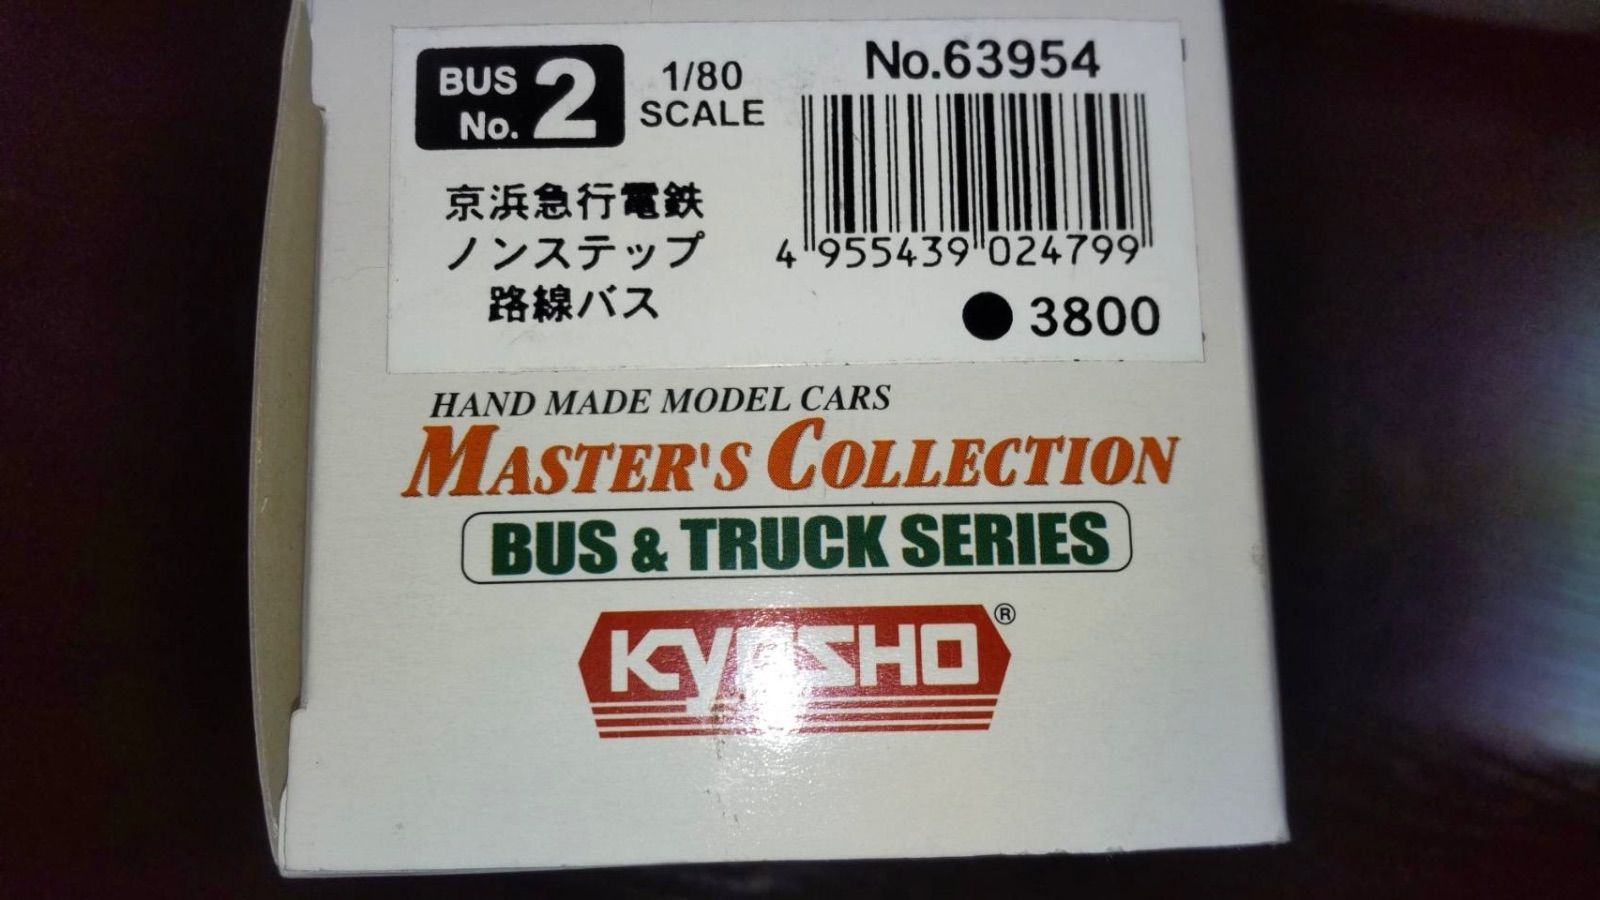 BUS No. 2
1/80
SCALE
No.63954
京浜急行電鉄
ノンステップ
路線バス
4 955439 024799
● 3800
HAND MADE MODEL CARS
MASTER'S COLLECTION
BUS & TRUCK SERIES
KYOSHO ®